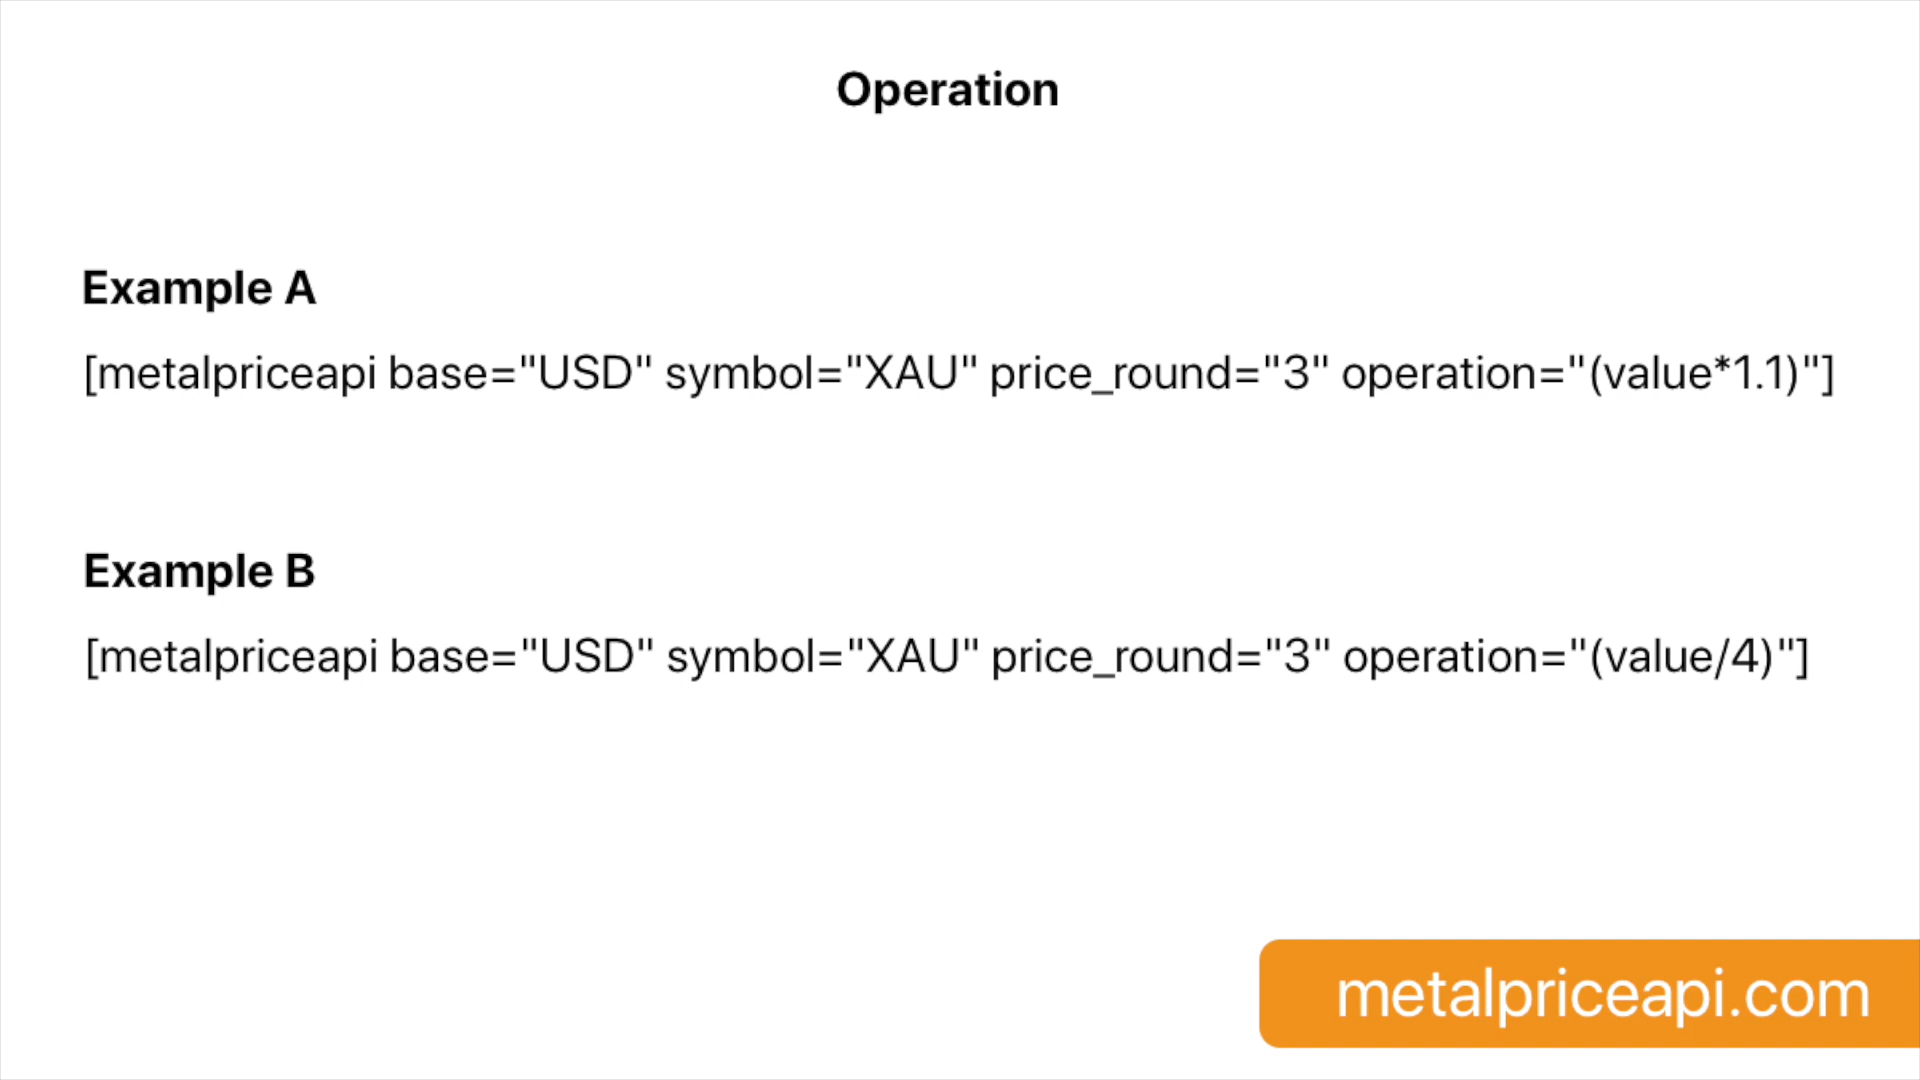 Operation
Example A
[metalpriceapi base="USD" symbol="XAU" price_round="3" operation="(value*1.1)"]
Example B
[metalpriceapi base="USD" symbol="XAU" price_round="3" operation="(value/4)"]
metalpriceapi.com